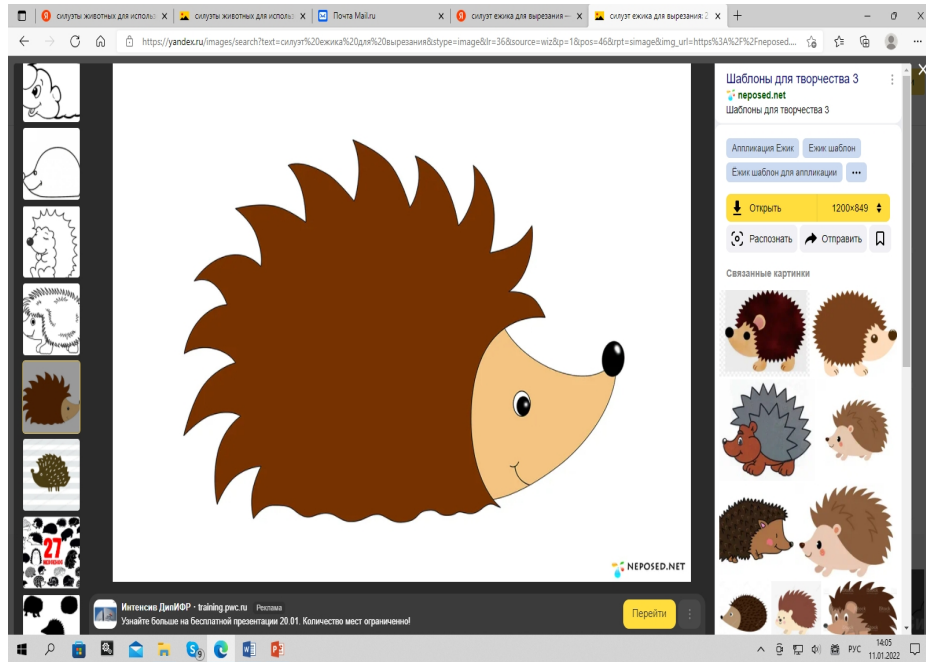 силуэты животных для исполь:
силуэты животных для исполь:
Почта Mail.ru
силуэт ежика для вырезания —
силуэт ежика для вырезания: 2
https://yandex.ru/images/search?text=силуэт%20ежика%20для%20вырезания&stype=image&lr=36&source=wiz&p=1&pos=46&rpt=simage&img_url=https%3A%2F%2Fneposed....
Шаблоны для творчества 3
neposed.net
Шаблоны для творчества 3
Аппликация Ежик
Ежик шаблон
Ёжик шаблон для аппликации
Открыть
1200×849
Распознать
Отправить
Связанные картинки
27
NEPOSED.NET
Интенсив ДипИФР · training.pwc.ru Реклама
Узнайте больше на бесплатной презентации 20.01. Количество мест ограниченно!
Перейти
9
РУС
14:05
11.01.2022